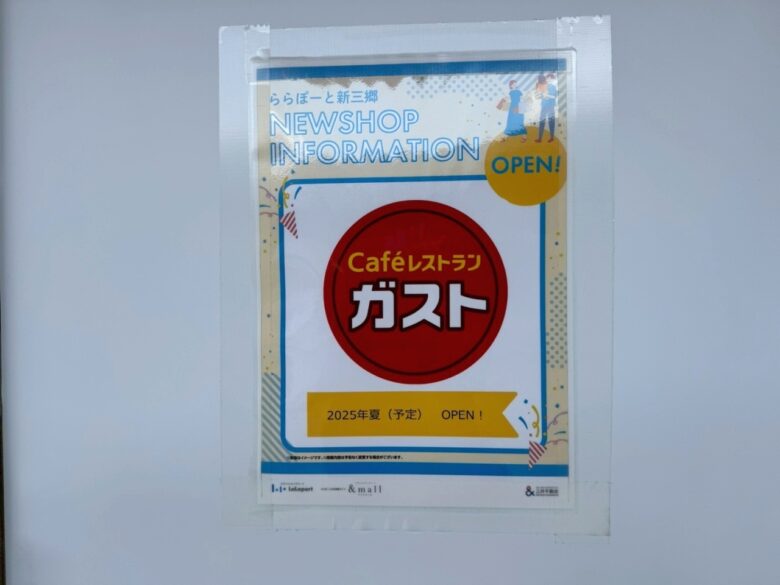 ららぽーと新三郷
NEWSHOP
INFORMATION
OPEN!
Caféレストラン
ガスト
2025年夏（予定） OPEN！
LaLaport
&mall
三井不動産